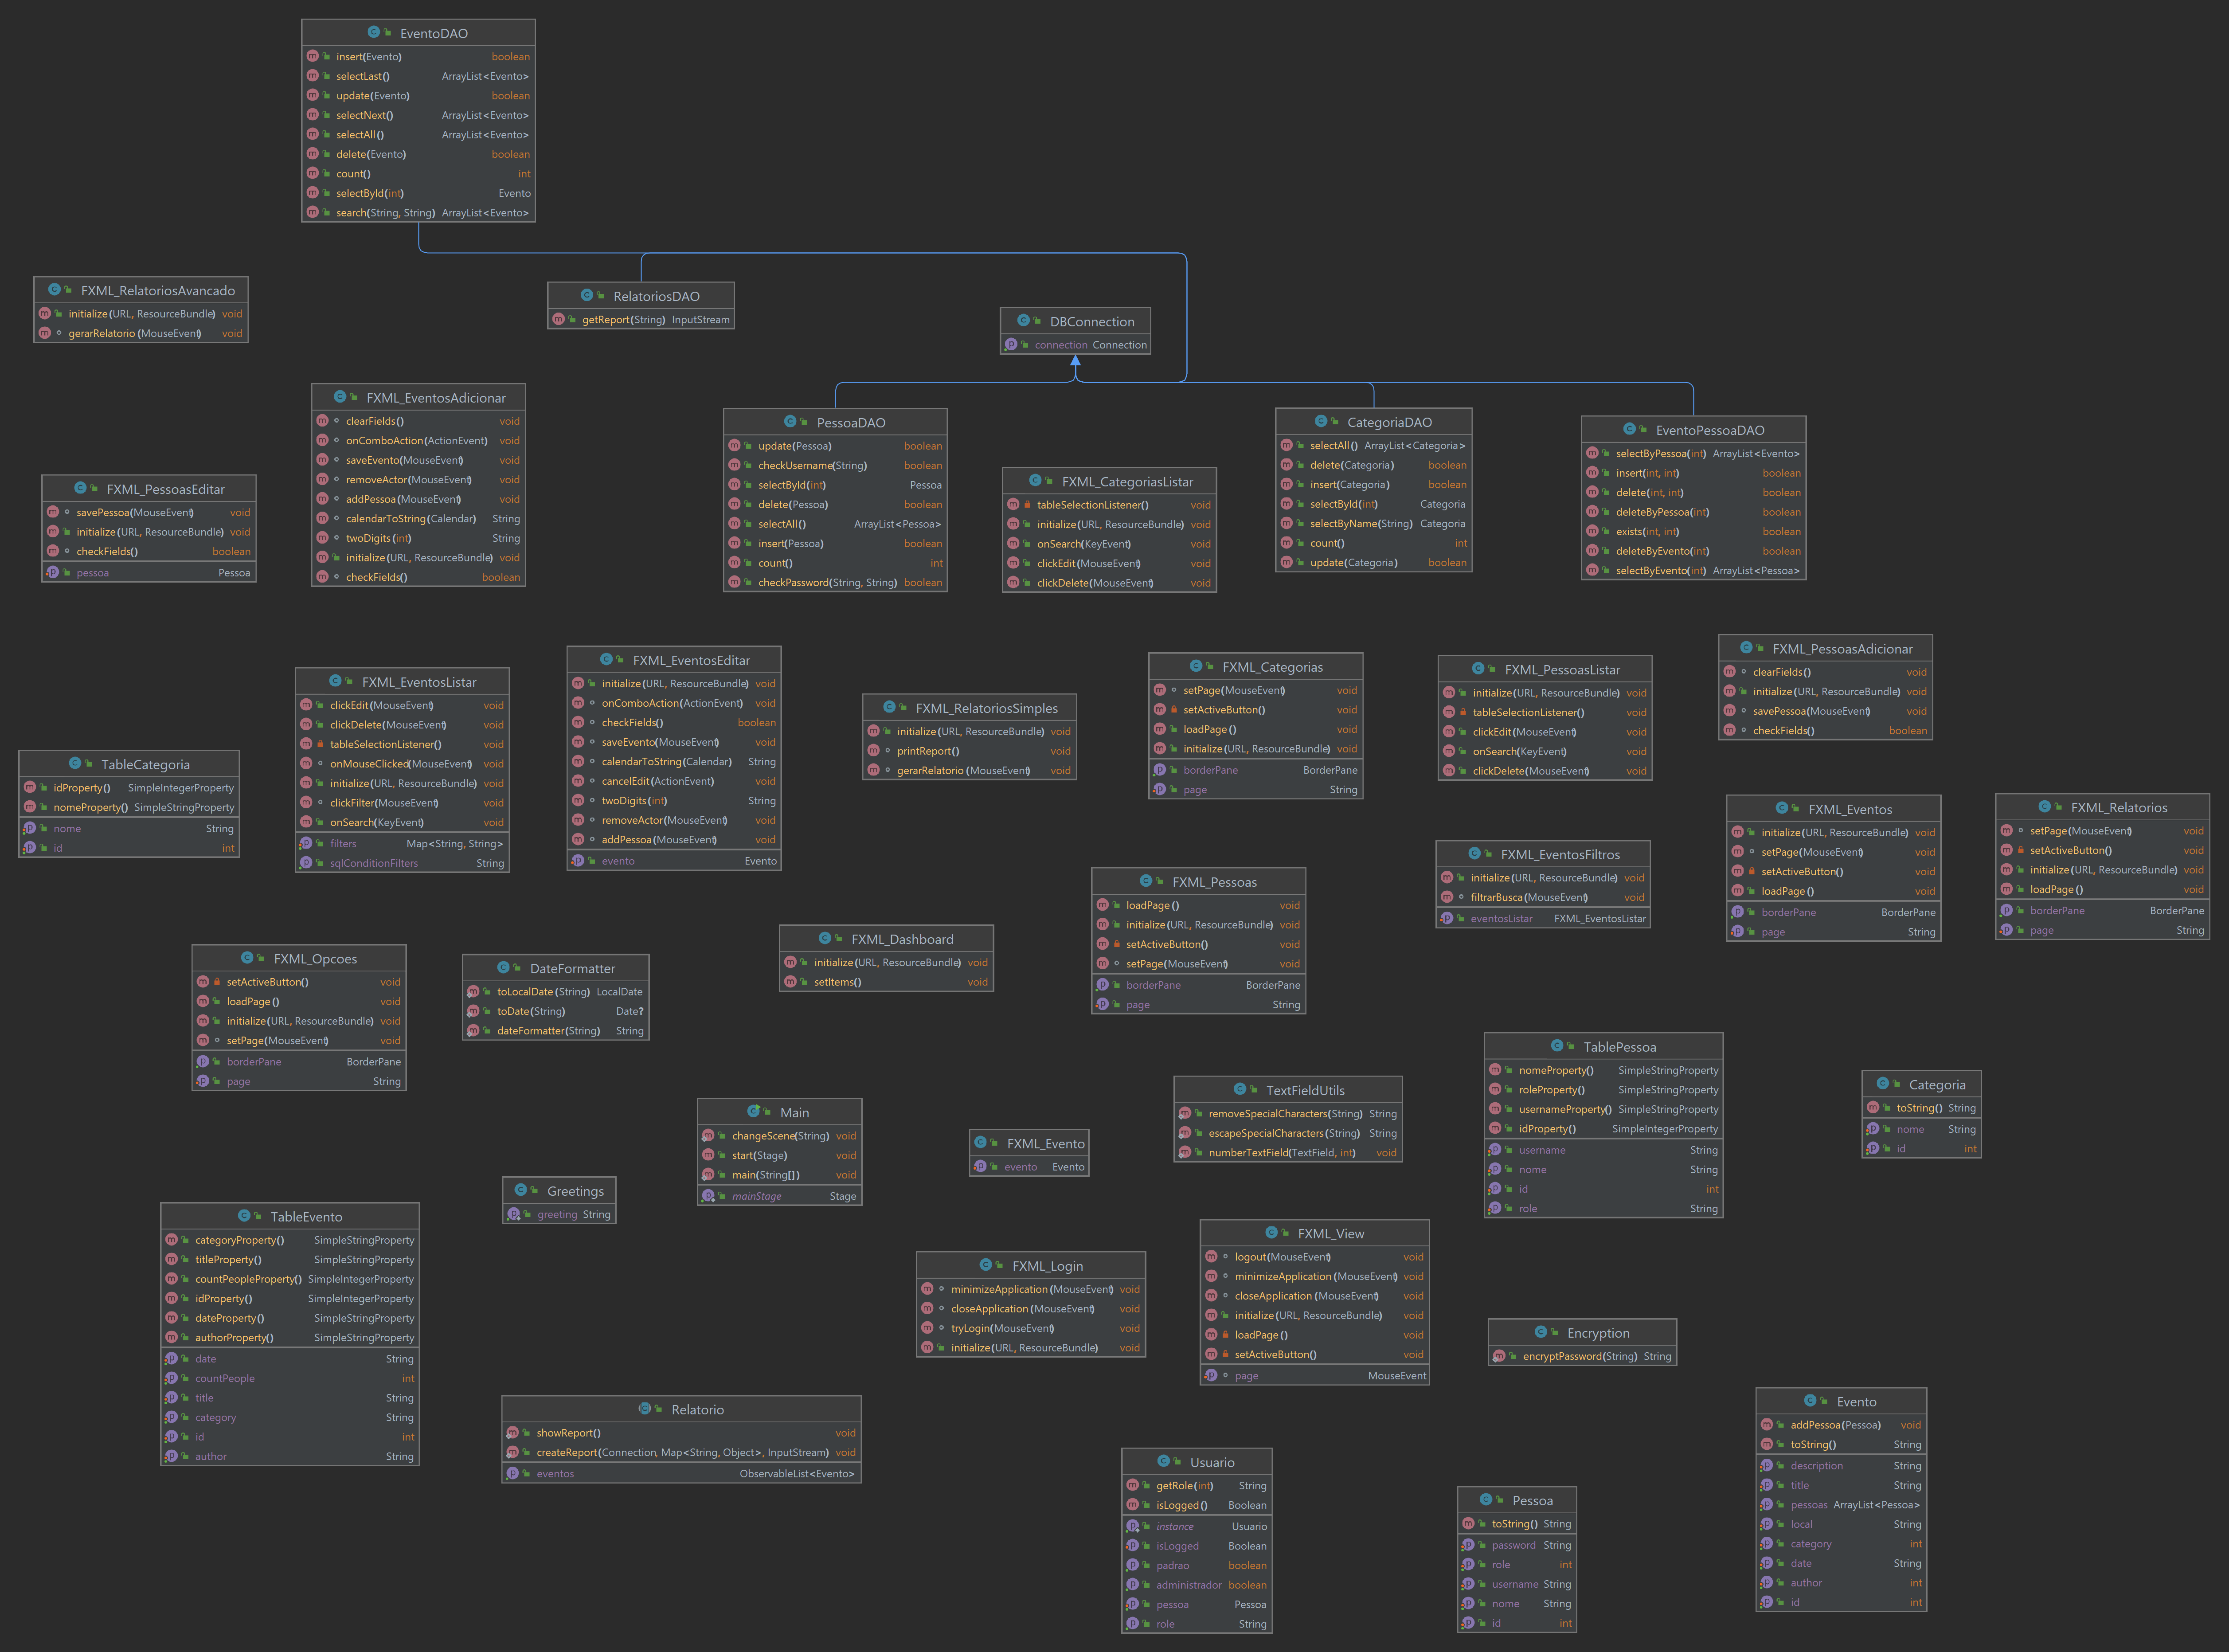 EventoDAO
insert(Evento) boolean
selectLast() ArrayList<Evento>
update(Evento) boolean
selectNext() ArrayList<Evento>
selectAll() ArrayList<Evento>
delete(Evento) boolean
count() int
selectById(int) Evento
search(String, String) ArrayList<Evento>
FXML_RelatoriosAvancado
initialize(URL, ResourceBundle) void
gerarRelatorio(MouseEvent) void
RelatoriosDAO
getReport(String) InputStream
DBConnection
connection Connection
FXML_EventosAdicionar
clearFields() void
onComboAction(ActionEvent) void
saveEvento(MouseEvent) void
removeActor(MouseEvent) void
addPessoa(MouseEvent) void
calendarToString(Calendar) String
twoDigits(int) String
initialize(URL, ResourceBundle) void
checkFields() boolean
PessoaDAO
update(Pessoa) boolean
checkUsername(String) boolean
selectById(int) Pessoa
delete(Pessoa) boolean
selectAll() ArrayList<Pessoa>
insert(Pessoa) boolean
count() int
checkPassword(String, String) boolean
CategoriaDAO
selectAll() ArrayList<Categoria>
delete(Categoria) boolean
insert(Categoria) boolean
selectById(int) Categoria
selectByName(String) Categoria
count() int
update(Categoria) boolean
EventoPessoaDAO
selectByPessoa(int) ArrayList<Evento>
insert(int, int) boolean
delete(int, int) boolean
deleteByPessoa(int) boolean
exists(int, int) boolean
deleteByEvento(int) boolean
selectByEvento(int) ArrayList<Pessoa>
FXML_PessoasEditar
savePessoa(MouseEvent) void
initialize(URL, ResourceBundle) void
checkFields() boolean
pessoa Pessoa
FXML_CategoriasListar
tableSelectionListener() void
initialize(URL, ResourceBundle) void
onSearch(KeyEvent) void
clickEdit(MouseEvent) void
clickDelete(MouseEvent) void
FXML_EventosListar
clickEdit(MouseEvent) void
clickDelete(MouseEvent) void
tableSelectionListener() void
onMouseClicked(MouseEvent) void
initialize(URL, ResourceBundle) void
clickFilter(MouseEvent) void
onSearch(KeyEvent) void
filters Map<String, String>
sqlConditionFilters String
FXML_EventosEditar
initialize(URL, ResourceBundle) void
onComboAction(ActionEvent) void
checkFields() boolean
saveEvento(MouseEvent) void
calendarToString(Calendar) String
cancelEdit(ActionEvent) void
twoDigits(int) String
removeActor(MouseEvent) void
addPessoa(MouseEvent) void
evento Evento
FXML_RelatoriosSimples
initialize(URL, ResourceBundle) void
printReport() void
gerarRelatorio(MouseEvent) void
FXML_Categorias
setPage(MouseEvent) void
setActiveButton() void
loadPage() void
initialize(URL, ResourceBundle) void
borderPane BorderPane
page String
FXML_PessoasListar
initialize(URL, ResourceBundle) void
tableSelectionListener() void
clickEdit(MouseEvent) void
onSearch(KeyEvent) void
clickDelete(MouseEvent) void
FXML_PessoasAdicionar
clearFields() void
initialize(URL, ResourceBundle) void
savePessoa(MouseEvent) void
checkFields() boolean
TableCategoria
idProperty() SimpleIntegerProperty
nomeProperty() SimpleStringProperty
nome String
id int
FXML_Eventos
initialize(URL, ResourceBundle) void
setPage(MouseEvent) void
setActiveButton() void
loadPage() void
borderPane BorderPane
page String
FXML_Relatorios
setPage(MouseEvent) void
setActiveButton() void
initialize(URL, ResourceBundle) void
loadPage() void
borderPane BorderPane
page String
FXML_EventosFiltros
initialize(URL, ResourceBundle) void
filtrarBusca(MouseEvent) void
eventosListar FXML_EventosListar
FXML_Pessoas
loadPage() void
initialize(URL, ResourceBundle) void
setActiveButton() void
setPage(MouseEvent) void
borderPane BorderPane
page String
FXML_Opcoes
setActiveButton() void
loadPage() void
initialize(URL, ResourceBundle) void
setPage(MouseEvent) void
borderPane BorderPane
page String
DateFormatter
toLocalDate(String) LocalDate
toDate(String) Date?
dateFormatter(String) String
FXML_Dashboard
initialize(URL, ResourceBundle) void
setItems() void
TablePessoa
nomeProperty() SimpleStringProperty
roleProperty() SimpleStringProperty
usernameProperty() SimpleStringProperty
idProperty() SimpleIntegerProperty
username String
nome String
id int
role String
Categoria
toString() String
nome String
id int
Main
changeScene(String) void
start(Stage) void
main(String[]) void
mainStage Stage
FXML_Evento
evento Evento
TextFieldUtils
removeSpecialCharacters(String) String
escapeSpecialCharacters(String) String
numberTextField(TextField, int) void
Greetings
greeting String
TableEvento
categoryProperty() SimpleStringProperty
titleProperty() SimpleStringProperty
countPeopleProperty() SimpleIntegerProperty
idProperty() SimpleIntegerProperty
dateProperty() SimpleStringProperty
authorProperty() SimpleStringProperty
date String
countPeople int
title String
category String
id int
author String
FXML_Login
minimizeApplication(MouseEvent) void
closeApplication(MouseEvent) void
tryLogin(MouseEvent) void
initialize(URL, ResourceBundle) void
FXML_View
logout(MouseEvent) void
minimizeApplication(MouseEvent) void
closeApplication(MouseEvent) void
initialize(URL, ResourceBundle) void
loadPage() void
setActiveButton() void
page MouseEvent
Encryption
encryptPassword(String) String
Relatorio
showReport() void
createReport(Connection, Map<String, Object>, InputStream) void
eventos ObservableList<Evento>
Usuario
getRole(int) String
isLogged() Boolean
instance Usuario
isLogged Boolean
padrao boolean
administrador boolean
pessoa Pessoa
role String
Pessoa
toString() String
password String
role int
username String
nome String
id int
Evento
addPessoa(Pessoa) void
toString() String
description String
title String
pessoas ArrayList<Pessoa>
local String
category int
date String
author int
id int